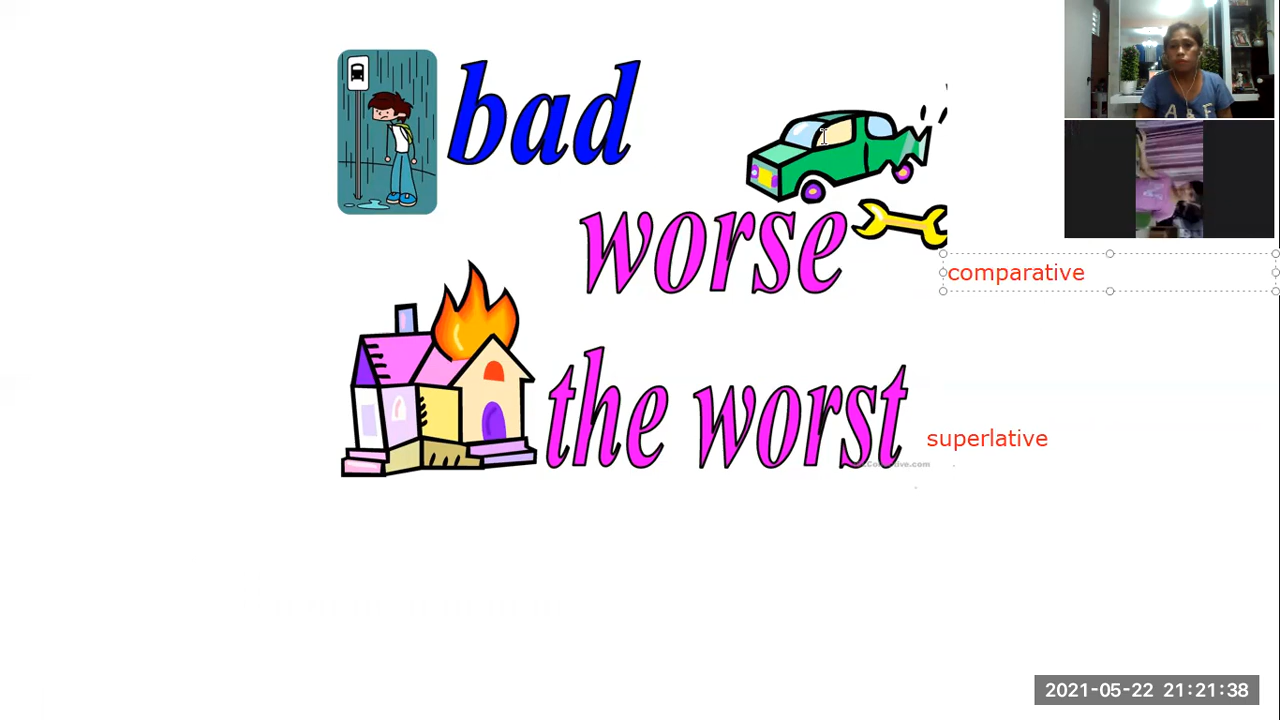 bad
worse
comparative
the worst
superlative
2021-05-22 21:21:38